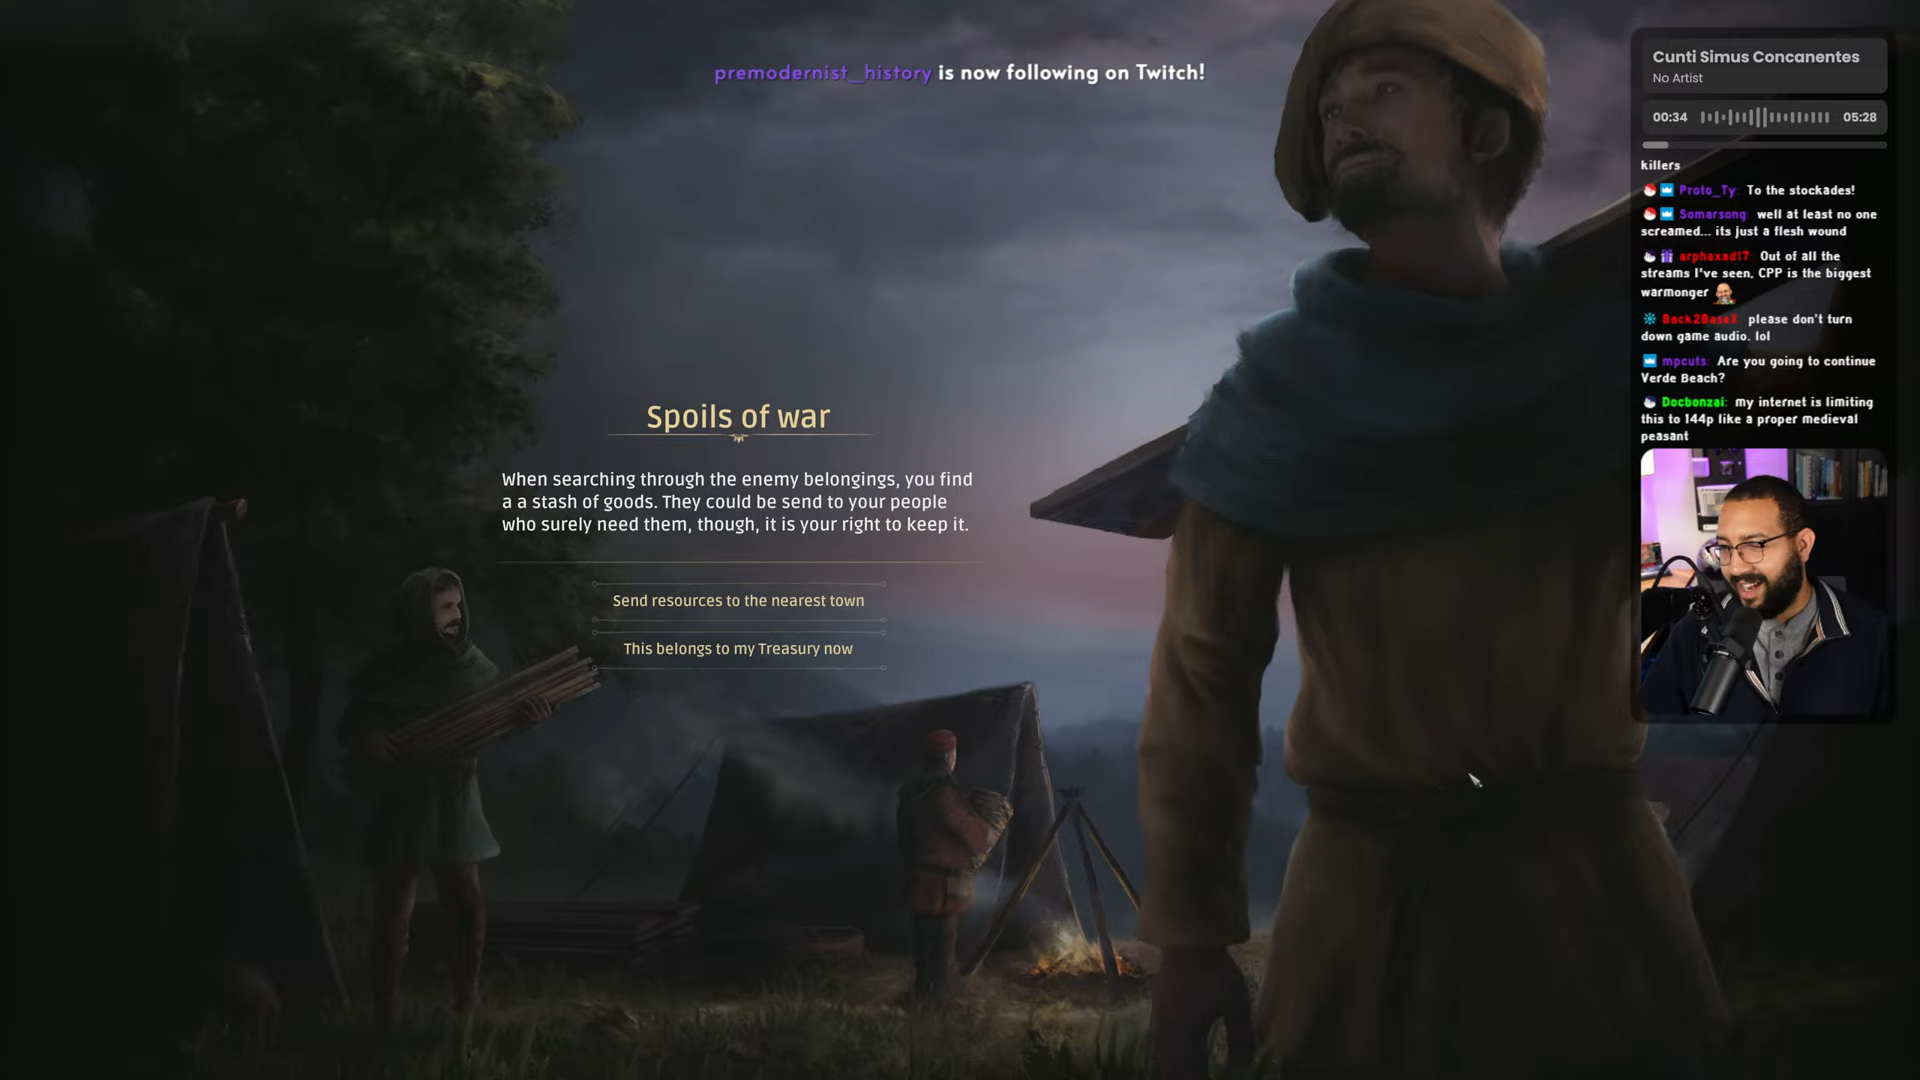 premodernist_history is now following on Twitch!
Cunti Simus Concanentes
No Artist
00:34 05:28
killers
Proto_Ty: To the stockades!
Somarsong: well at least no one
screamed... its just a flesh wound
arphaxad17: Out of all the
streams I've seen, CPP is the biggest
warmonger
Back2BaseX: please don't turn
down game audio. lol
mpcuts: Are you going to continue
Verde Beach?
Docbonzai: my internet is limiting
this to 144p like a proper medieval
peasant
Spoils of war
When searching through the enemy belongings, you find
a a stash of goods. They could be send to your people
who surely need them, though, it is your right to keep it.
Send resources to the nearest town
This belongs to my Treasury now